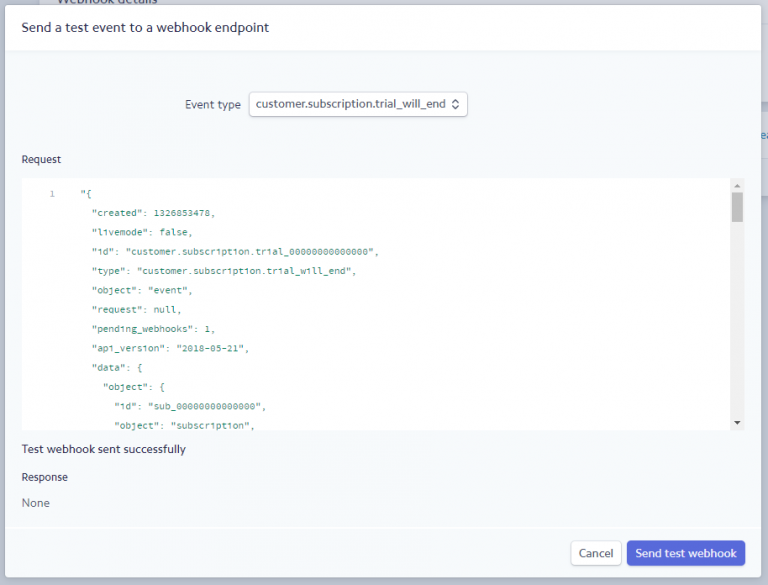 Webhook details
Send a test event to a webhook endpoint
Event type customer.subscription.trial_will_end
Request
1 "{
"created": 1326853478,
"livemode": false,
"id": "customer.subscription.trial_00000000000000",
"type": "customer.subscription.trial_will_end",
"object": "event",
"request": null,
"pending_webhooks": 1,
"api_version": "2018-05-21",
"data": {
"object": {
"id": "sub_00000000000000",
"object": "subscription",
Test webhook sent successfully
Response
None
Cancel Send test webhook